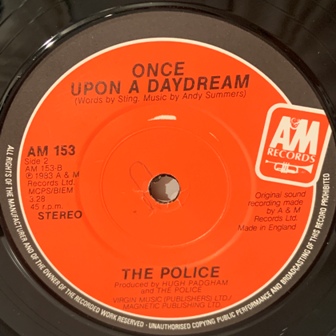 ONCE
UPON A DAYDREAM
(Words by Sting. Music by Andy Summers)
AM 153
Side 2
AM 153-B
℗1983 A & M
Records Ltd.
MCPS/BIEM
3.28
45 r.p.m.
STEREO
A&M
RECORDS
Original sound
recording made
by A & M
Records Ltd.
Made in England
THE POLICE
Produced by HUGH PADGHAM
and THE POLICE
VIRGIN MUSIC (PUBLISHERS) LTD./
MAGNETIC PUBLISHING LTD.
ALL RIGHTS OF THE MANUFACTURER AND OF THE OWNER OF THE RECORDED WORK RESERVED · UNAUTHORISED COPYING PUBLIC PERFORMANCE AND BROADCASTING OF THIS RECORD